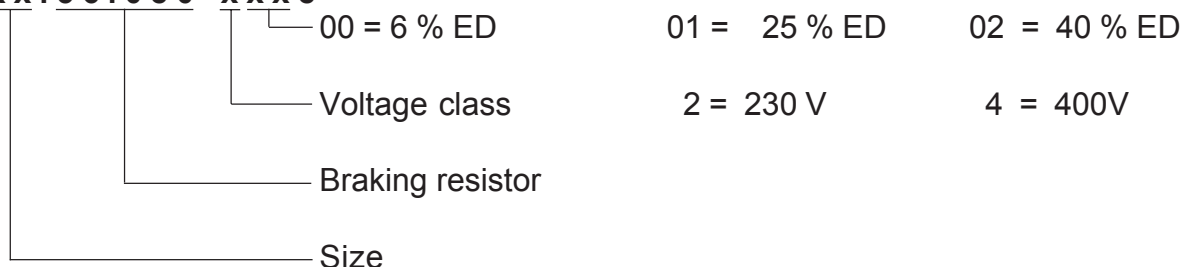 00 = 6 % ED 01 = 25 % ED 02 = 40 % ED
Voltage class 2 = 230 V 4 = 400V
Braking resistor
Size